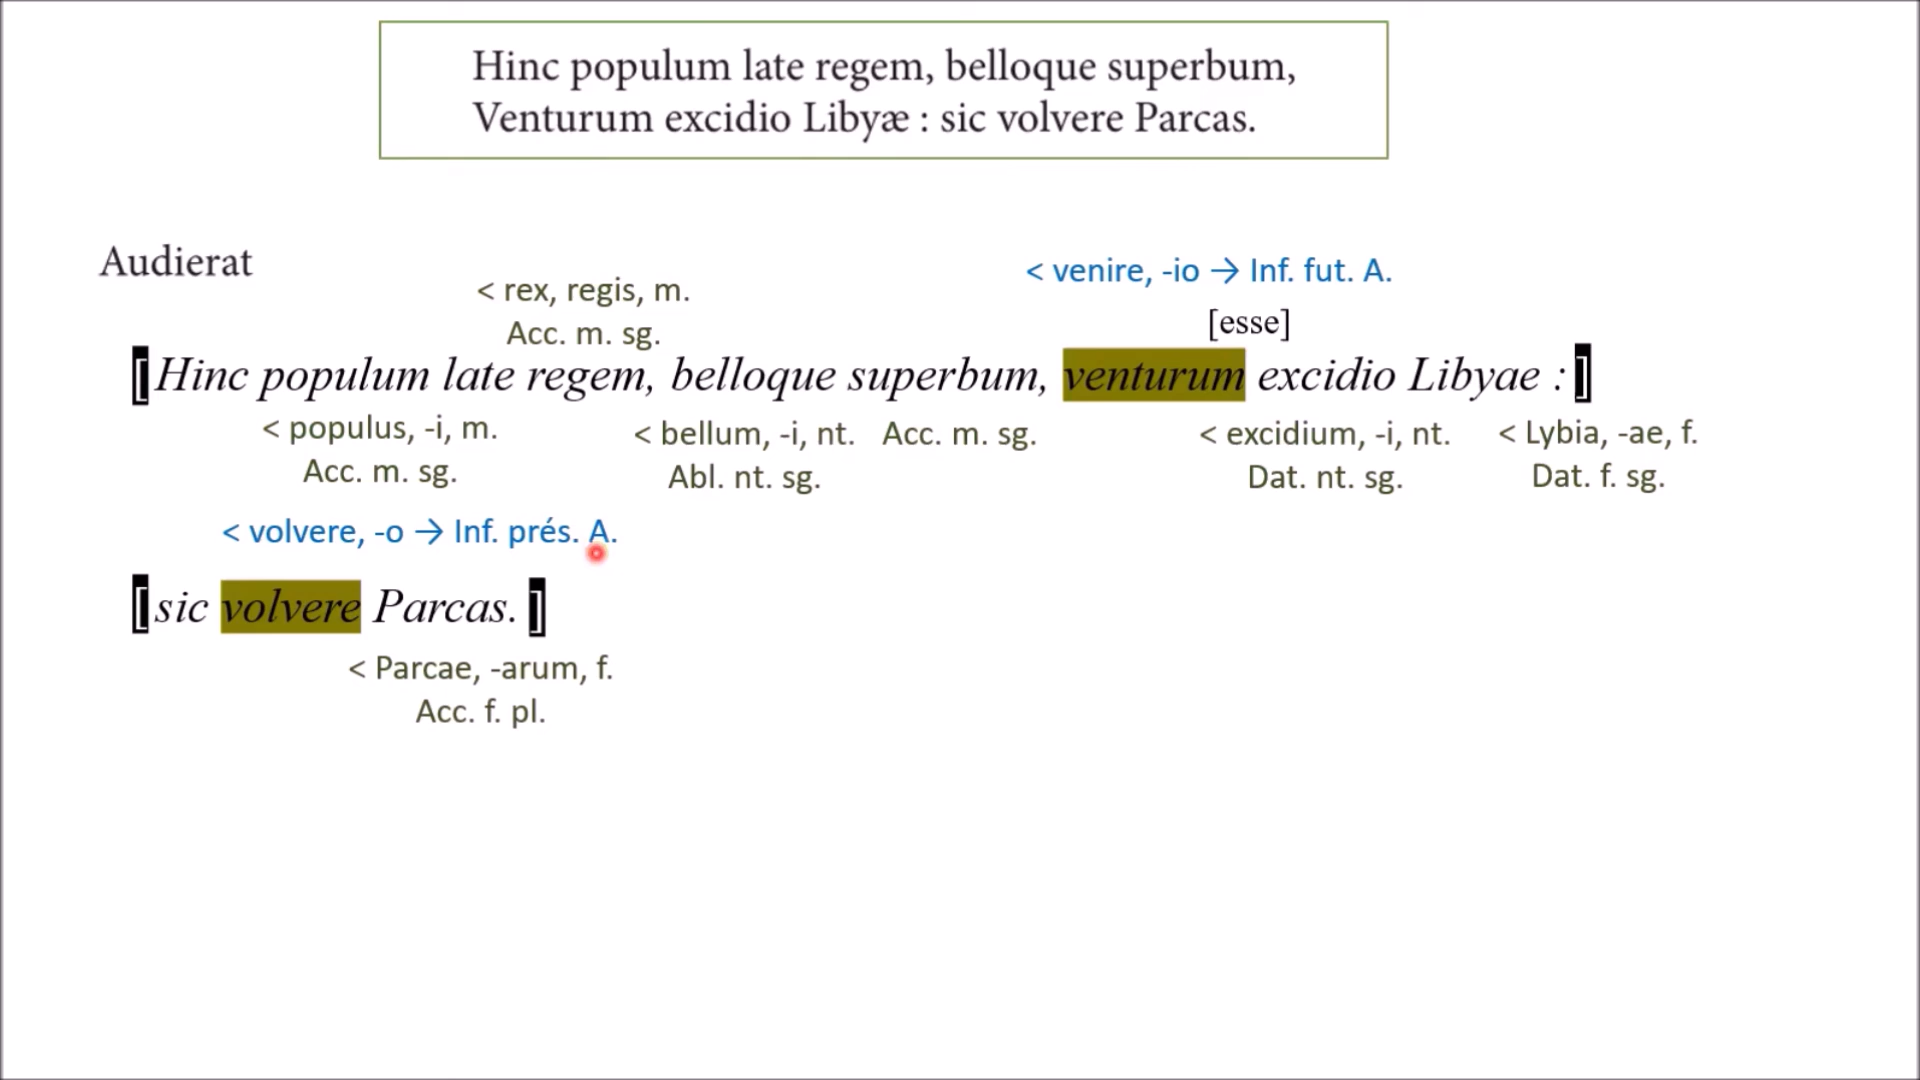 Hinc populum late regem, belloque superbum,
Venturum excidio Libyæ : sic volvere Parcas.
Audierat
< venire, -io → Inf. fut. A.
< rex, regis, m.
Acc. m. sg.
[esse]
[Hinc populum late regem, belloque superbum, venturum excidio Libyae :]
< populus, -i, m.
Acc. m. sg.
< bellum, -i, nt.
Abl. nt. sg.
Acc. m. sg.
< excidium, -i, nt.
Dat. nt. sg.
< Lybia, -ae, f.
Dat. f. sg.
< volvere, -o → Inf. prés. A.
[sic volvere Parcas.]
< Parcae, -arum, f.
Acc. f. pl.